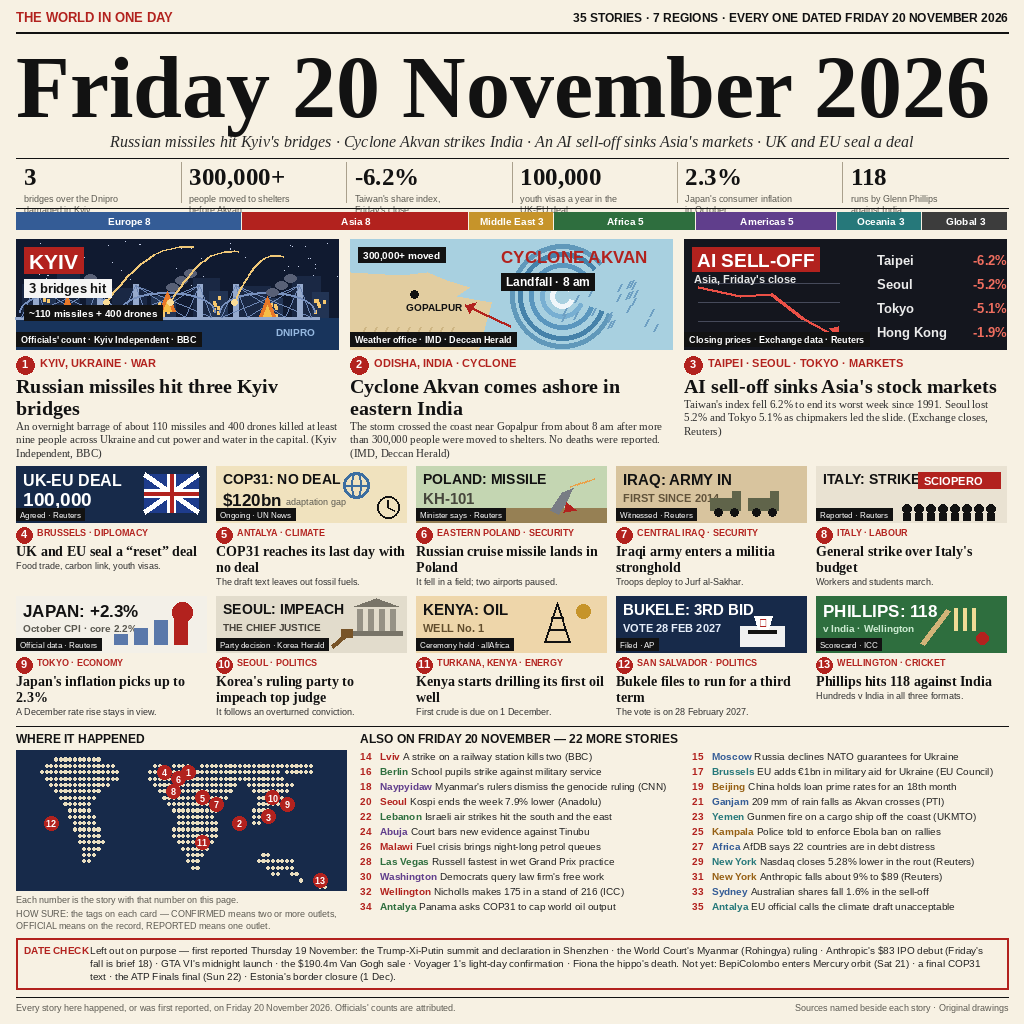 THE WORLD IN ONE DAY
35 STORIES · 7 REGIONS · EVERY ONE DATED FRIDAY 20 NOVEMBER 2026
Friday 20 November 2026
Russian missiles hit Kyiv's bridges · Cyclone Akvan strikes India · An AI sell-off sinks Asia's markets · UK and EU seal a deal
3
bridges over the Dnipro
damaged in Kyiv
300,000+
people moved to shelters
before Akvan
-6.2%
Taiwan's share index,
Friday's close
100,000
youth visas a year in the
UK-EU deal
2.3%
Japan's consumer inflation
in October
118
runs by Glenn Phillips
against India
Europe 8
Asia 8
Middle East 3
Africa 5
Americas 5
Oceania 3
Global 3
KYIV
3 bridges hit
~110 missiles + 400 drones
DNIPRO
Officials' count · Kyiv Independent · BBC
300,000+ moved
CYCLONE AKVAN
Landfall · 8 am
GOPALPUR
Weather office · IMD · Deccan Herald
AI SELL-OFF
Asia, Friday's close
Taipei -6.2%
Seoul -5.2%
Tokyo -5.1%
Hong Kong -1.9%
Closing prices · Exchange data · Reuters
1 KYIV, UKRAINE · WAR
Russian missiles hit three Kyiv
bridges
An overnight barrage of about 110 missiles and 400 drones killed at least
nine people across Ukraine and cut power and water in the capital. (Kyiv
Independent, BBC)
2 ODISHA, INDIA · CYCLONE
Cyclone Akvan comes ashore in
eastern India
The storm crossed the coast near Gopalpur from about 8 am after more
than 300,000 people were moved to shelters. No deaths were reported.
(IMD, Deccan Herald)
3 TAIPEI · SEOUL · TOKYO · MARKETS
AI sell-off sinks Asia's stock markets
Taiwan's index fell 6.2% to end its worst week since 1991. Seoul lost
5.2% and Tokyo 5.1% as chipmakers led the slide. (Exchange closes,
Reuters)
UK-EU DEAL
100,000
Agreed · Reuters
COP31: NO DEAL
$120bn adaptation gap
Ongoing · UN News
POLAND: MISSILE
KH-101
Minister says · Reuters
IRAQ: ARMY IN
FIRST SINCE 2014
Witnessed · Reuters
ITALY: STRIKE
SCIOPERO
Reported · Reuters
4 BRUSSELS · DIPLOMACY
UK and EU seal a “reset” deal
Food trade, carbon link, youth visas.
5 ANTALYA · CLIMATE
COP31 reaches its last day with
no deal
The draft text leaves out fossil fuels.
6 EASTERN POLAND · SECURITY
Russian cruise missile lands in
Poland
It fell in a field; two airports paused.
7 CENTRAL IRAQ · SECURITY
Iraqi army enters a militia
stronghold
Troops deploy to Jurf al-Sakhar.
8 ITALY · LABOUR
General strike over Italy's
budget
Workers and students march.
JAPAN: +2.3%
October CPI · core 2.2%
Official data · Reuters
SEOUL: IMPEACH
THE CHIEF JUSTICE
Party decision · Korea Herald
KENYA: OIL
WELL No. 1
Ceremony held · allAfrica
BUKELE: 3RD BID
VOTE 28 FEB 2027
Filed · AP
PHILLIPS: 118
v India · Wellington
Scorecard · ICC
9 TOKYO · ECONOMY
Japan's inflation picks up to
2.3%
A December rate rise stays in view.
10 SEOUL · POLITICS
Korea's ruling party to
impeach top judge
It follows an overturned conviction.
11 TURKANA, KENYA · ENERGY
Kenya starts drilling its first oil
well
First crude is due on 1 December.
12 SAN SALVADOR · POLITICS
Bukele files to run for a third
term
The vote is on 28 February 2027.
13 WELLINGTON · CRICKET
Phillips hits 118 against India
Hundreds v India in all three formats.
WHERE IT HAPPENED
4
1
6
8
5
7
10
9
3
2
12
11
13
Each number is the story with that number on this page.
HOW SURE: the tags on each card — CONFIRMED means two or more outlets,
OFFICIAL means on the record, REPORTED means one outlet.
ALSO ON FRIDAY 20 NOVEMBER — 22 MORE STORIES
14 Lviv A strike on a railway station kills two (BBC)
15 Moscow Russia declines NATO guarantees for Ukraine
16 Berlin School pupils strike against military service
17 Brussels EU adds €1bn in military aid for Ukraine (EU Council)
18 Naypyidaw Myanmar's rulers dismiss the genocide ruling (CNN)
19 Beijing China holds loan prime rates for an 18th month
20 Seoul Kospi ends the week 7.9% lower (Anadolu)
21 Ganjam 209 mm of rain falls as Akvan crosses (PTI)
22 Lebanon Israeli air strikes hit the south and the east
23 Yemen Gunmen fire on a cargo ship off the coast (UKMTO)
24 Abuja Court bars new evidence against Tinubu
25 Kampala Police told to enforce Ebola ban on rallies
26 Malawi Fuel crisis brings night-long petrol queues
27 Africa AfDB says 22 countries are in debt distress
28 Las Vegas Russell fastest in wet Grand Prix practice
29 New York Nasdaq closes 5.28% lower in the rout (Reuters)
30 Washington Democrats query law firm's free work
31 New York Anthropic falls about 9% to $89 (Reuters)
32 Wellington Nicholls makes 175 in a stand of 216 (ICC)
33 Sydney Australian shares fall 1.6% in the sell-off
34 Antalya Panama asks COP31 to cap world oil output
35 Antalya EU official calls the climate draft unacceptable
DATE CHECK Left out on purpose — first reported Thursday 19 November: the Trump-Xi-Putin summit and declaration in Shenzhen · the World Court's Myanmar (Rohingya) ruling · Anthropic's $83 IPO debut (Friday's
fall is brief 18) · GTA VI's midnight launch · the $190.4m Van Gogh sale · Voyager 1's light-day confirmation · Fiona the hippo's death. Not yet: BepiColombo enters Mercury orbit (Sat 21) · a final COP31
text · the ATP Finals final (Sun 22) · Estonia's border closure (1 Dec).
Every story here happened, or was first reported, on Friday 20 November 2026. Officials' counts are attributed.
Sources named beside each story · Original drawings